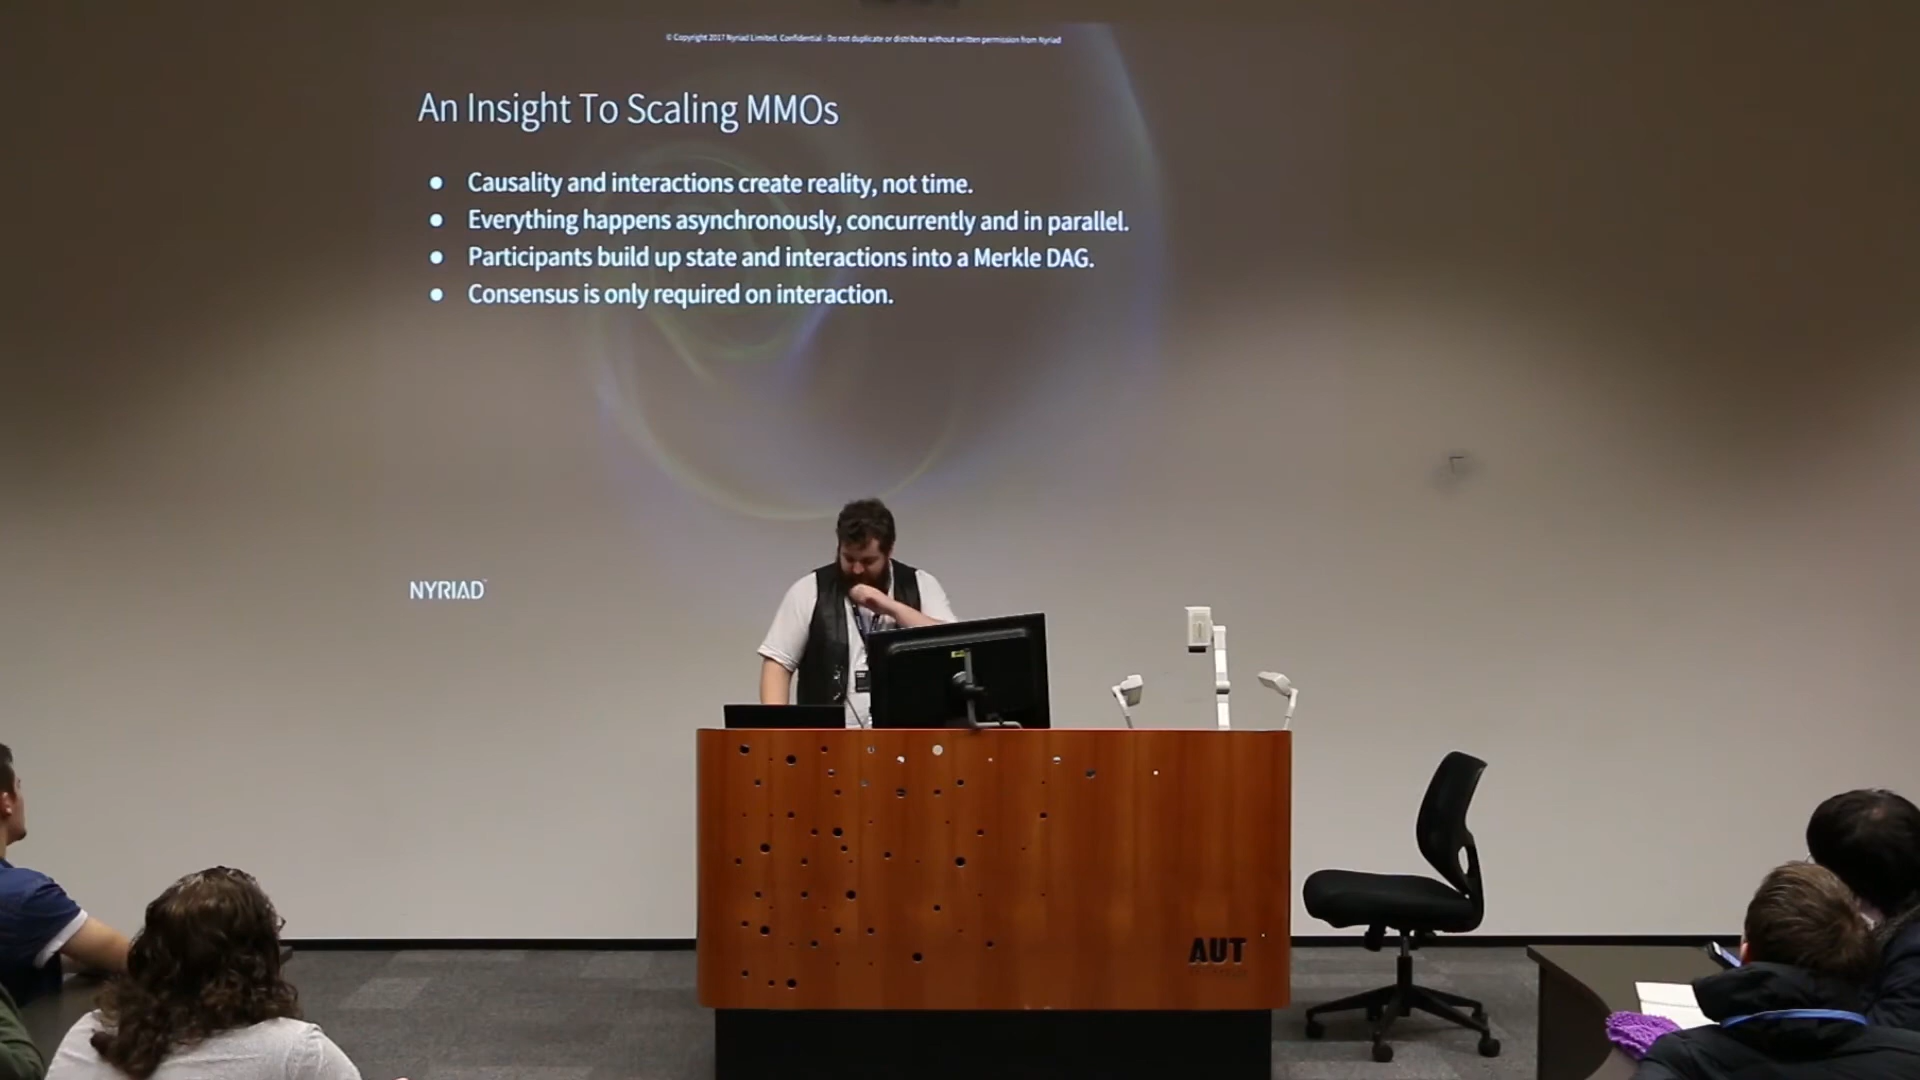 © Copyright 2017 Nyriad Limited, Confidential - Do not duplicate or distribute without written permission from Nyriad
An Insight To Scaling MMOs
● Causality and interactions create reality, not time.
● Everything happens asynchronously, concurrently and in parallel.
● Participants build up state and interactions into a Merkle DAG.
● Consensus is only required on interaction.
NYRIAD™
AUT